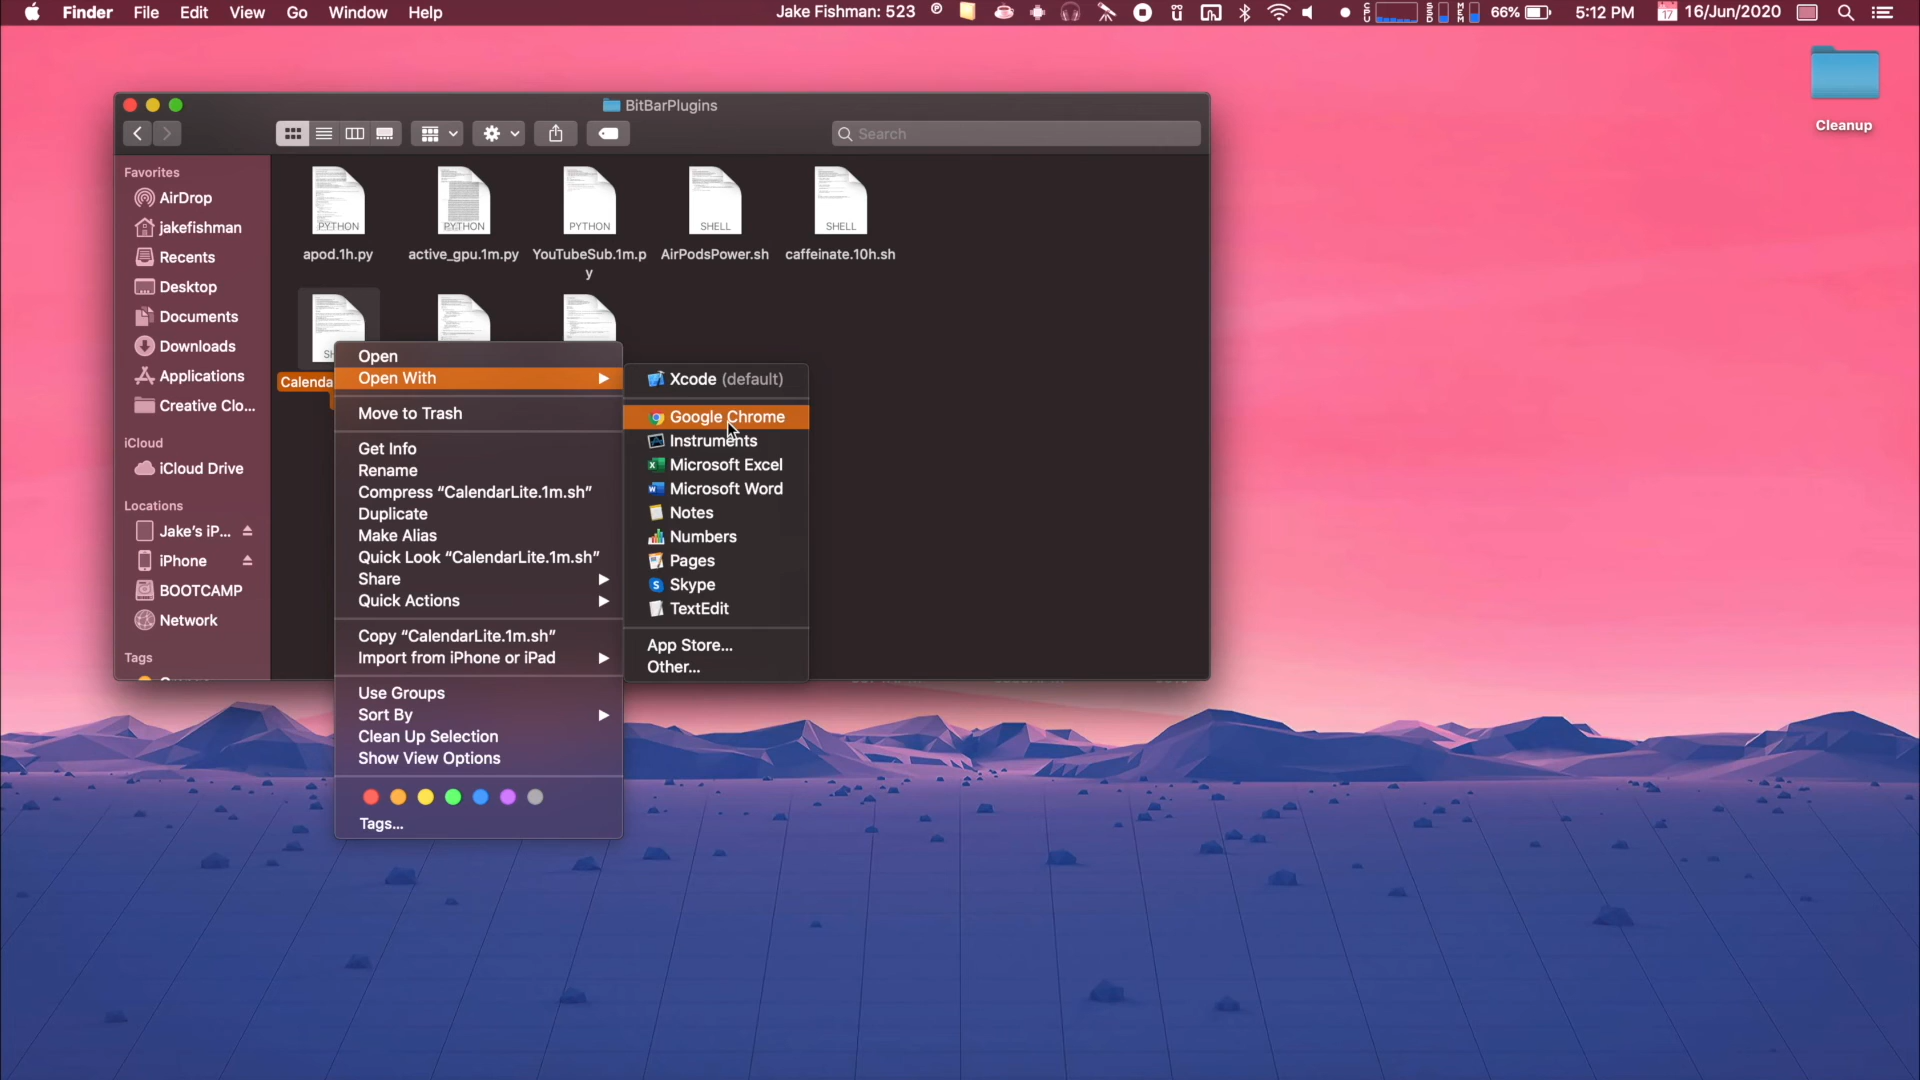 Finder File Edit View Go Window Help
Jake Fishman: 523
CPU SSD MEM 66% 5:12 PM 17 16/Jun/2020
Cleanup
BitBarPlugins
Search
Favorites
AirDrop
jakefishman
Recents
Desktop
Documents
Downloads
Applications
Creative Clo...
iCloud
iCloud Drive
Locations
Jake's iP...
iPhone
BOOTCAMP
Network
Tags
PYTHON PYTHON PYTHON SHELL SHELL
apod.1h.py active_gpu.1m.py YouTubeSub.1m.p AirPodsPower.sh caffeinate.10h.sh
y
SH
Calenda
Open
Open With
Move to Trash
Get Info
Rename
Compress “CalendarLite.1m.sh”
Duplicate
Make Alias
Quick Look “CalendarLite.1m.sh”
Share
Quick Actions
Copy “CalendarLite.1m.sh”
Import from iPhone or iPad
Use Groups
Sort By
Clean Up Selection
Show View Options
Tags...
Xcode (default)
Google Chrome
Instruments
Microsoft Excel
Microsoft Word
Notes
Numbers
Pages
Skype
TextEdit
App Store...
Other...